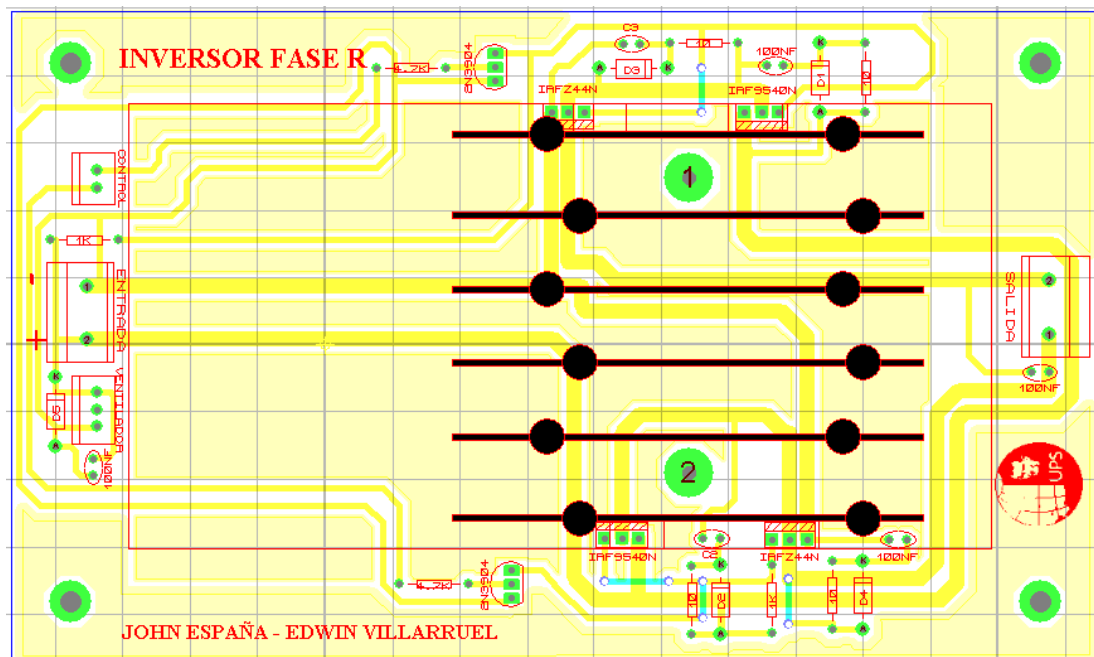 INVERSOR FASE R
4.7K
2N3904
C3
D3
10
100NF
D1
10
K
A
K
A
IRFZ44N
IRF9540N
CONTROL
1
1K
-
+
ENTRADA
1
2
SALIDA
2
1
100NF
VENTILADOR
K
D5
A
100NF
2
UPS
IRF9540N
C2
IRFZ44N
100NF
4.7K
2N3904
10
K
D2
A
1K
10
K
D4
A
JOHN ESPAÑA - EDWIN VILLARRUEL